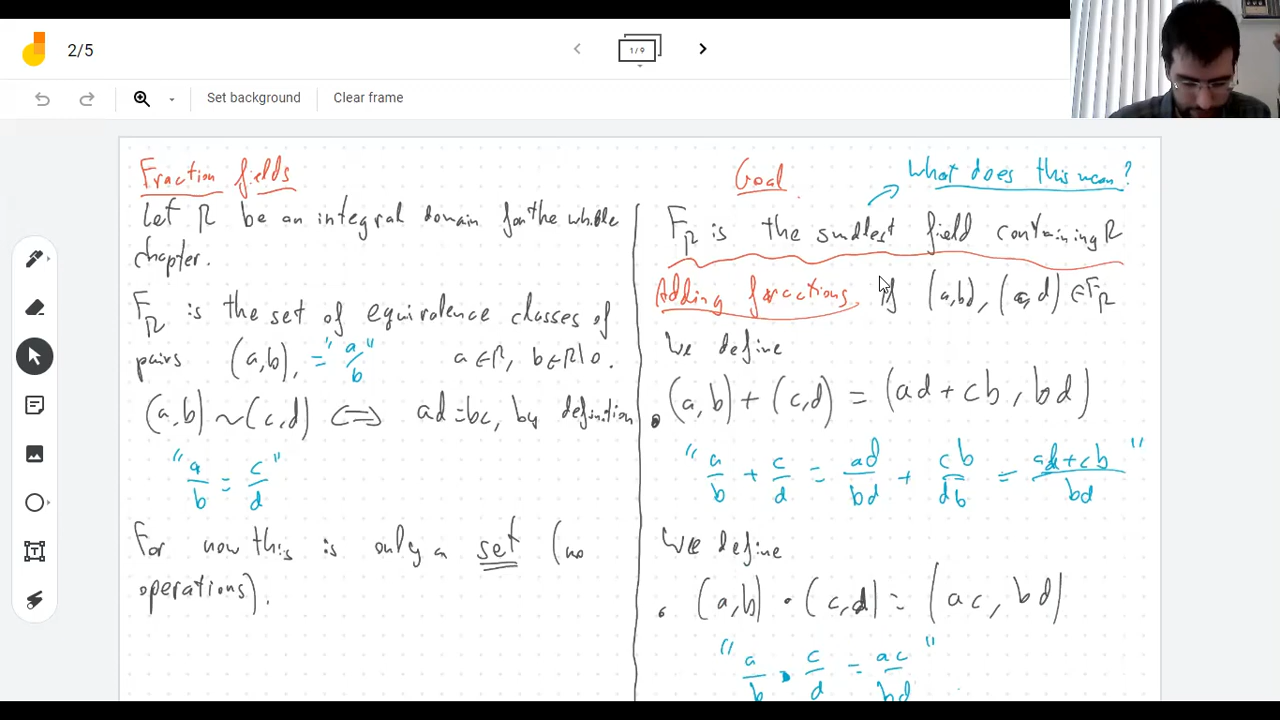 2/5
1/9
Set background
Clear frame
Fraction fields
Let R be an integral domain for the whole
chapter.
F_R is the set of equivalence classes of
pairs (a,b), = "a/b" a ∈ R, b ∈ R\0.
(a,b) ~ (c,d) ⟺ ad = bc, by definition
"a/b = c/d"
For now this is only a set (no
operations).
Goal
What does this mean?
F_R is the smallest field containing R
Adding fractions If (a,b), (c,d) ∈ F_R
We define
• (a,b) + (c,d) = (ad + cb, bd)
"a/b + c/d = ad/bd + cb/db = ad+cb/bd"
We define
• (a,b) • (c,d) = (ac, bd)
"a/b • c/d = ac/bd"